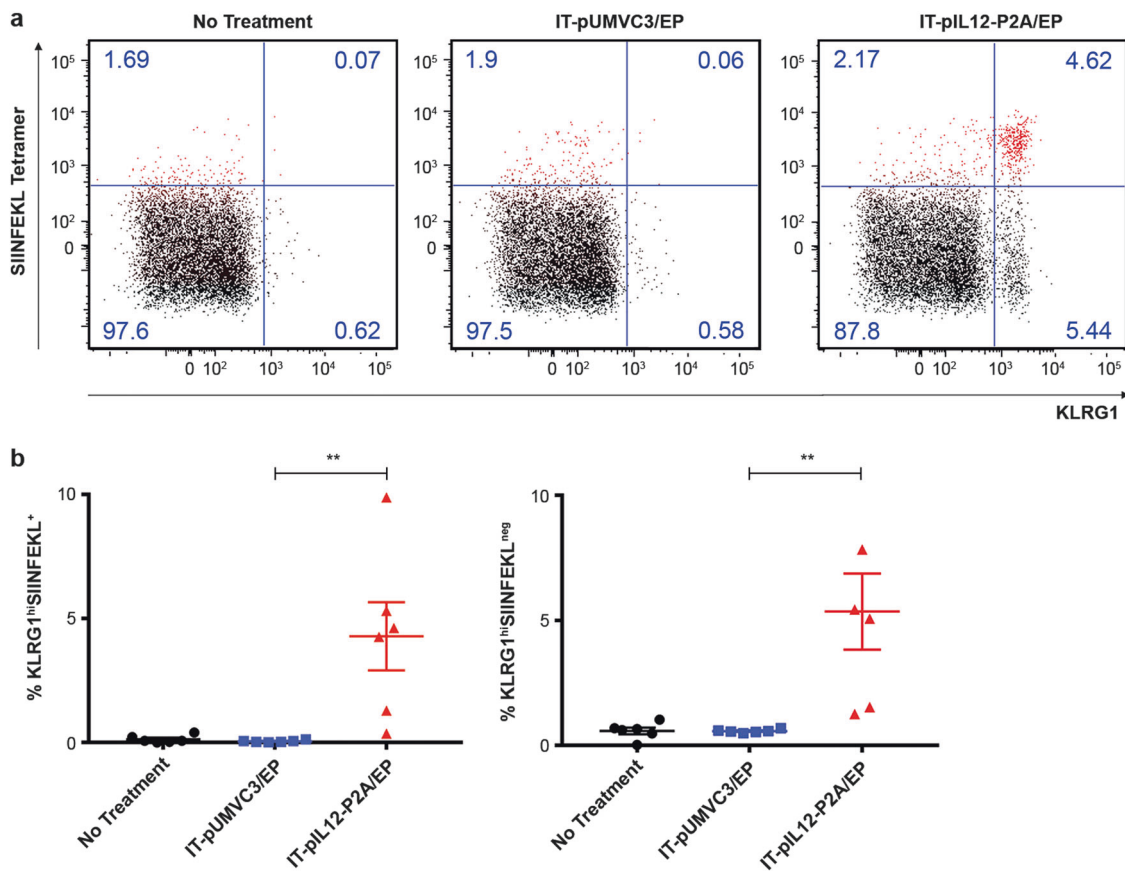 a
No Treatment
IT-pUMVC3/EP
IT-pIL12-P2A/EP
SIINFEKL Tetramer
10⁵
10⁴
10³
10²
0
1.69
0.07
97.6
0.62
0 10² 10³ 10⁴ 10⁵
10⁵
10⁴
10³
10²
0
1.9
0.06
97.5
0.58
0 10² 10³ 10⁴ 10⁵
10⁵
10⁴
10³
10²
0
2.17
4.62
87.8
5.44
0 10² 10³ 10⁴ 10⁵
KLRG1
b
% KLRG1ʰⁱSIINFEKL⁺
10
5
0
**
No Treatment
IT-pUMVC3/EP
IT-pIL12-P2A/EP
% KLRG1ʰⁱSIINFEKLⁿᵉᵍ
10
5
0
**
No Treatment
IT-pUMVC3/EP
IT-pIL12-P2A/EP